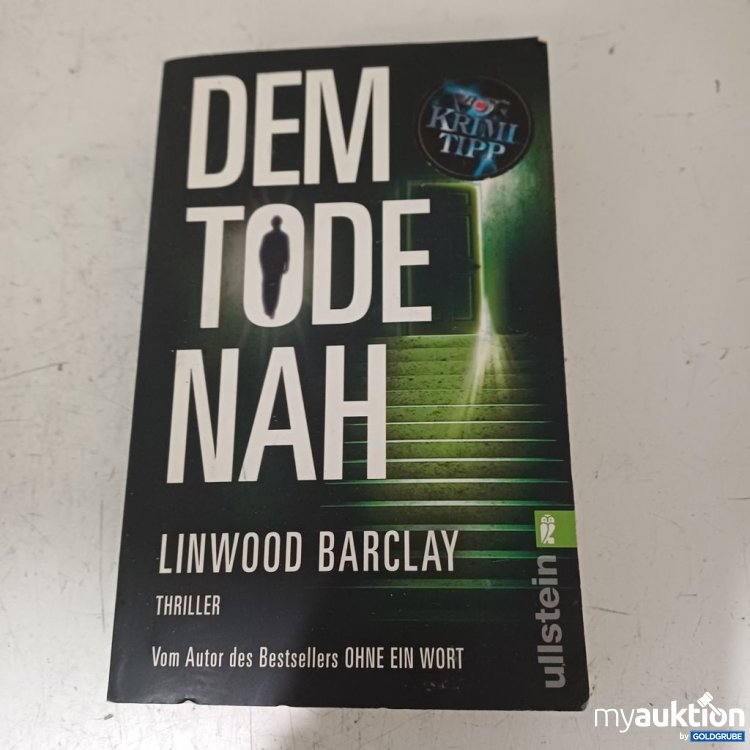 DEM
KRIMI
TIPP
TODE
NAH
LINWOOD BARCLAY
THRILLER
Vom Autor des Bestsellers OHNE EIN WORT
ullstein
myauktion
by GOLDGRUBE